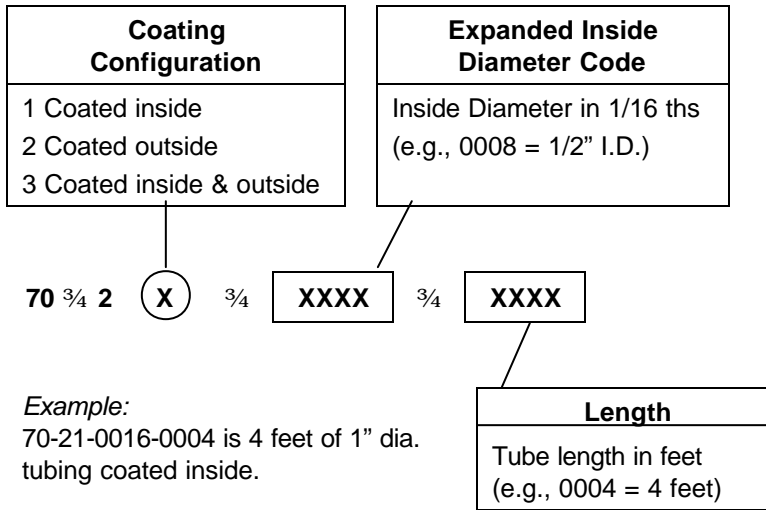 Coating
Configuration
1 Coated inside
2 Coated outside
3 Coated inside & outside
Expanded Inside
Diameter Code
Inside Diameter in 1/16 ths
(e.g., 0008 = 1/2” I.D.)
70 ¾ 2 X ¾ XXXX ¾ XXXX
Example:
70-21-0016-0004 is 4 feet of 1” dia.
tubing coated inside.
Length
Tube length in feet
(e.g., 0004 = 4 feet)